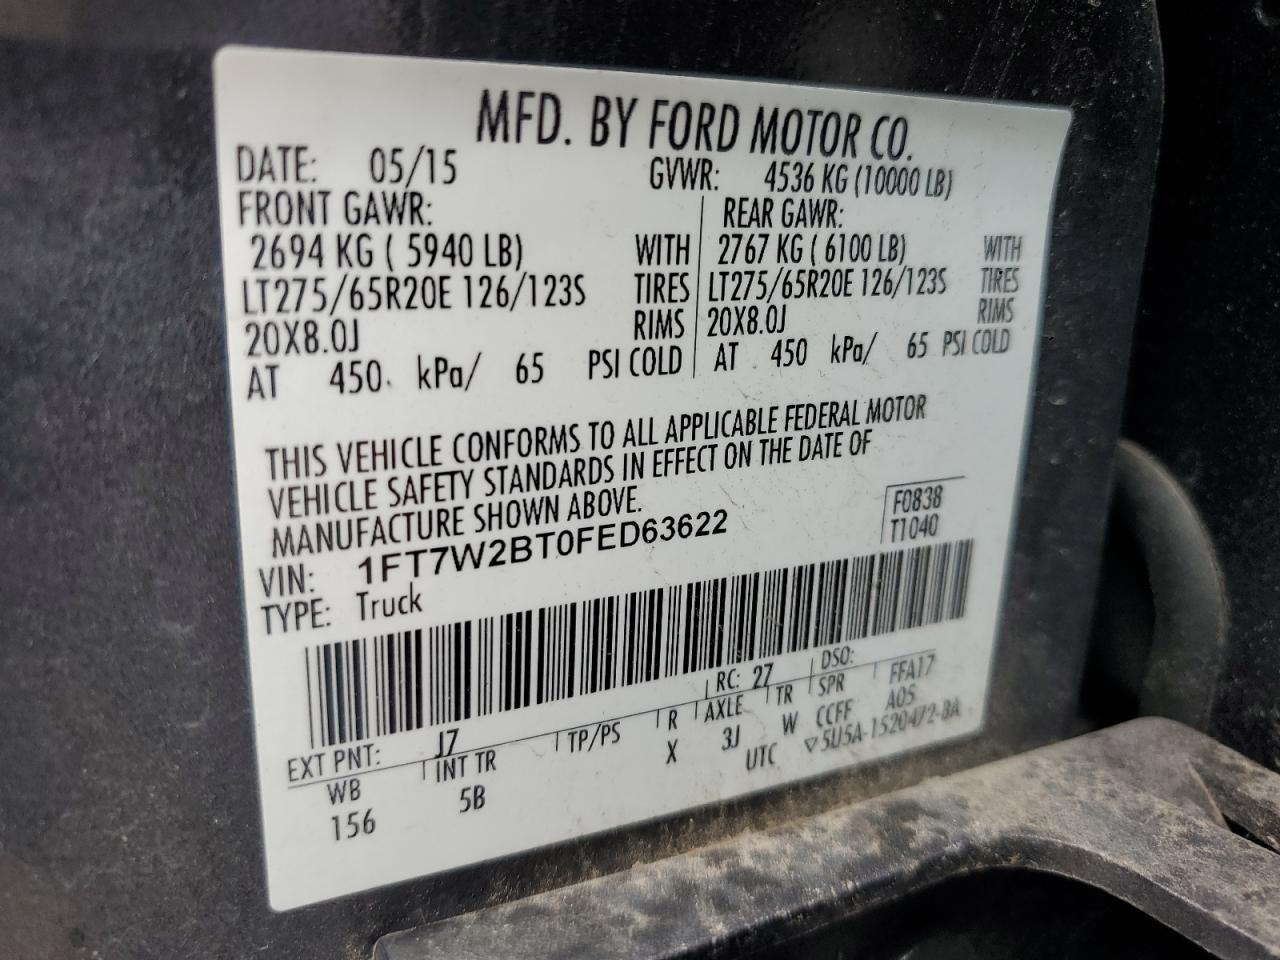 MFD. BY FORD MOTOR CO.
DATE: 05/15 GVWR: 4536 KG (10000 LB)
FRONT GAWR: REAR GAWR:
2694 KG ( 5940 LB) WITH 2767 KG ( 6100 LB) WITH
LT275/65R20E 126/123S TIRES LT275/65R20E 126/123S TIRES
20X8.0J RIMS 20X8.0J RIMS
AT 450 kPa/ 65 PSI COLD AT 450 kPa/ 65 PSI COLD
THIS VEHICLE CONFORMS TO ALL APPLICABLE FEDERAL MOTOR
VEHICLE SAFETY STANDARDS IN EFFECT ON THE DATE OF
MANUFACTURE SHOWN ABOVE.
F0838
VIN: 1FT7W2BT0FED63622
T1040
TYPE: Truck
EXT PNT: J7 RC: 27 DSO:
WB INT TR TP/PS R AXLE TR SPR FFA17
156 5B X 3J W CCFF A05
UTC ▽5U5A-1520472-BA